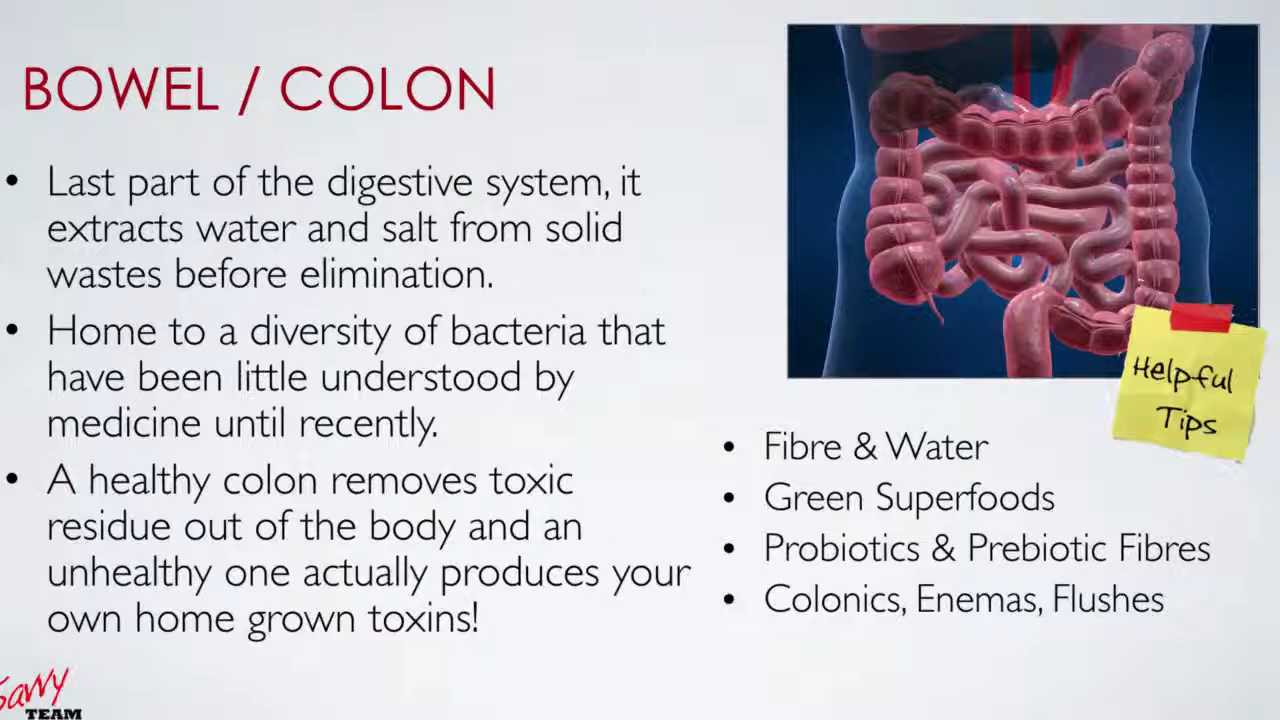 BOWEL / COLON
• Last part of the digestive system, it
extracts water and salt from solid
wastes before elimination.
• Home to a diversity of bacteria that
have been little understood by
medicine until recently.
• A healthy colon removes toxic
residue out of the body and an
unhealthy one actually produces your
own home grown toxins!
Helpful
Tips
• Fibre & Water
• Green Superfoods
• Probiotics & Prebiotic Fibres
• Colonics, Enemas, Flushes
Savvy
TEAM